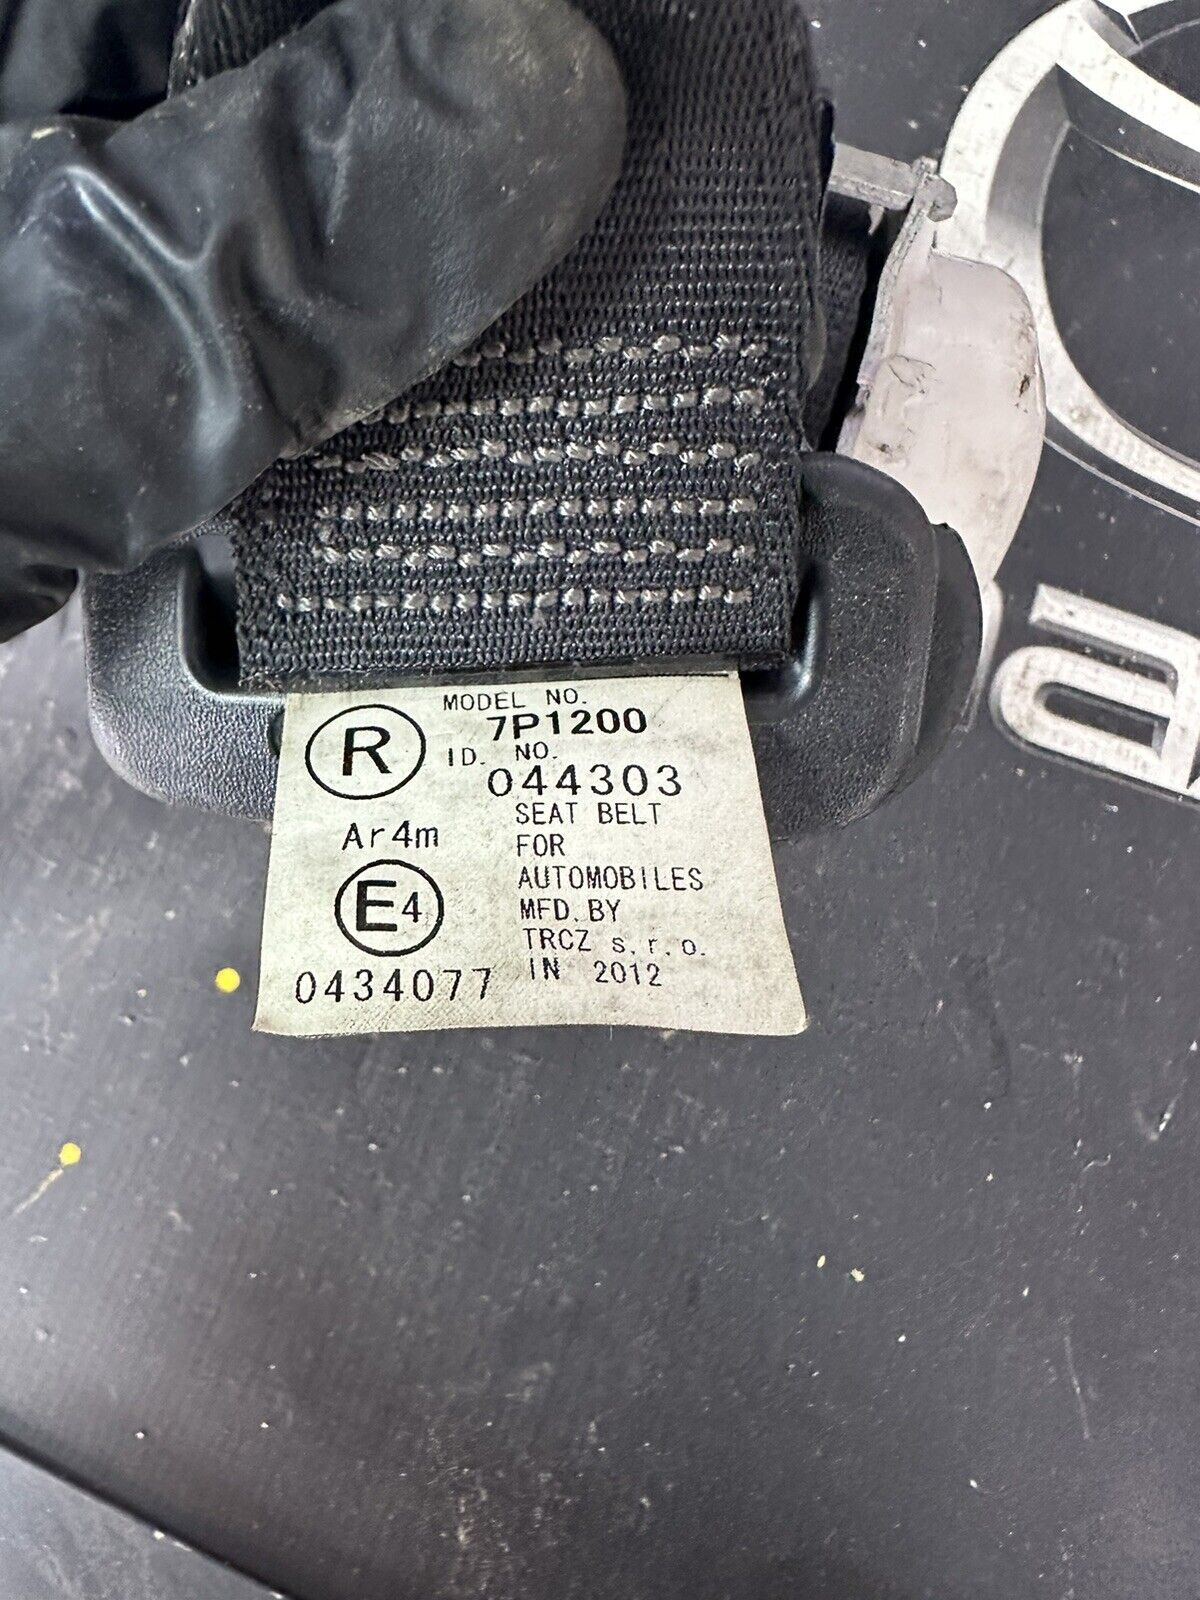 MODEL NO.
7P1200
R
ID. NO.
044303
SEAT BELT
Ar4m
FOR
AUTOMOBILES
E4
MFD. BY
TRCZ s.r.o.
0434077
IN 2012